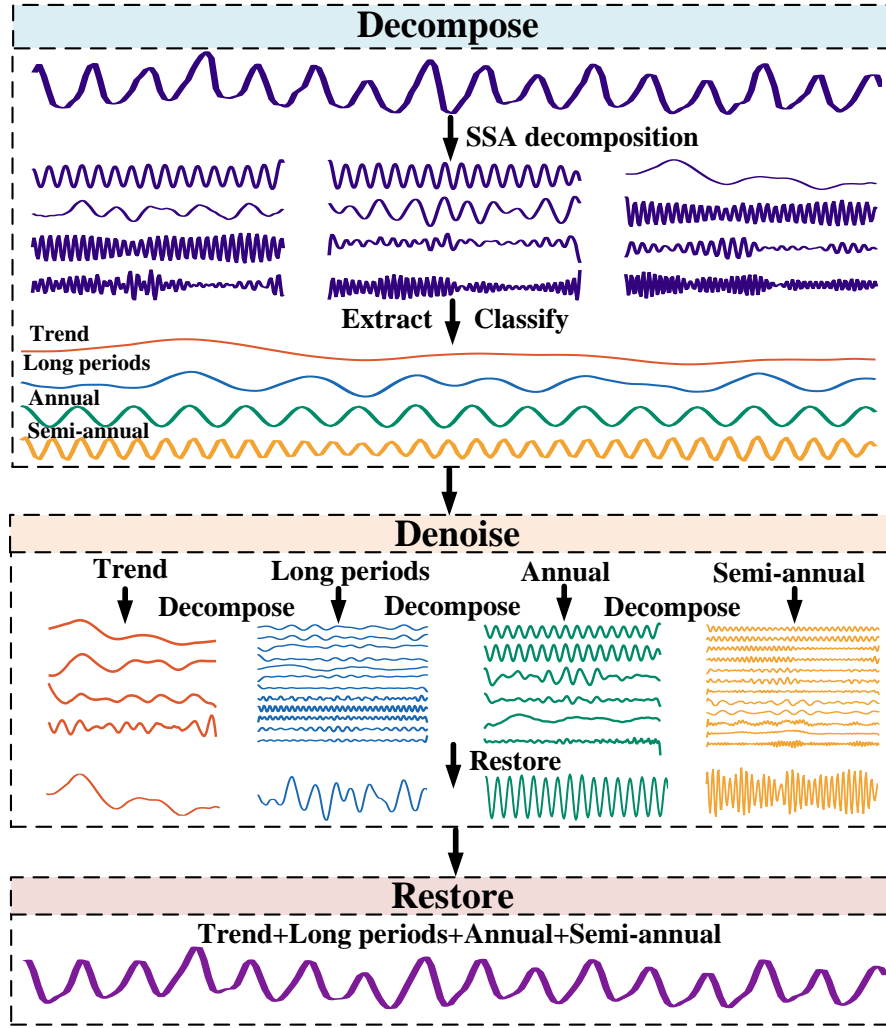 Decompose
SSA decomposition
Extract Classify
Trend
Long periods
Annual
Semi-annual
Denoise
Trend Long periods Annual Semi-annual
Decompose Decompose Decompose
Restore
Restore
Trend+Long periods+Annual+Semi-annual